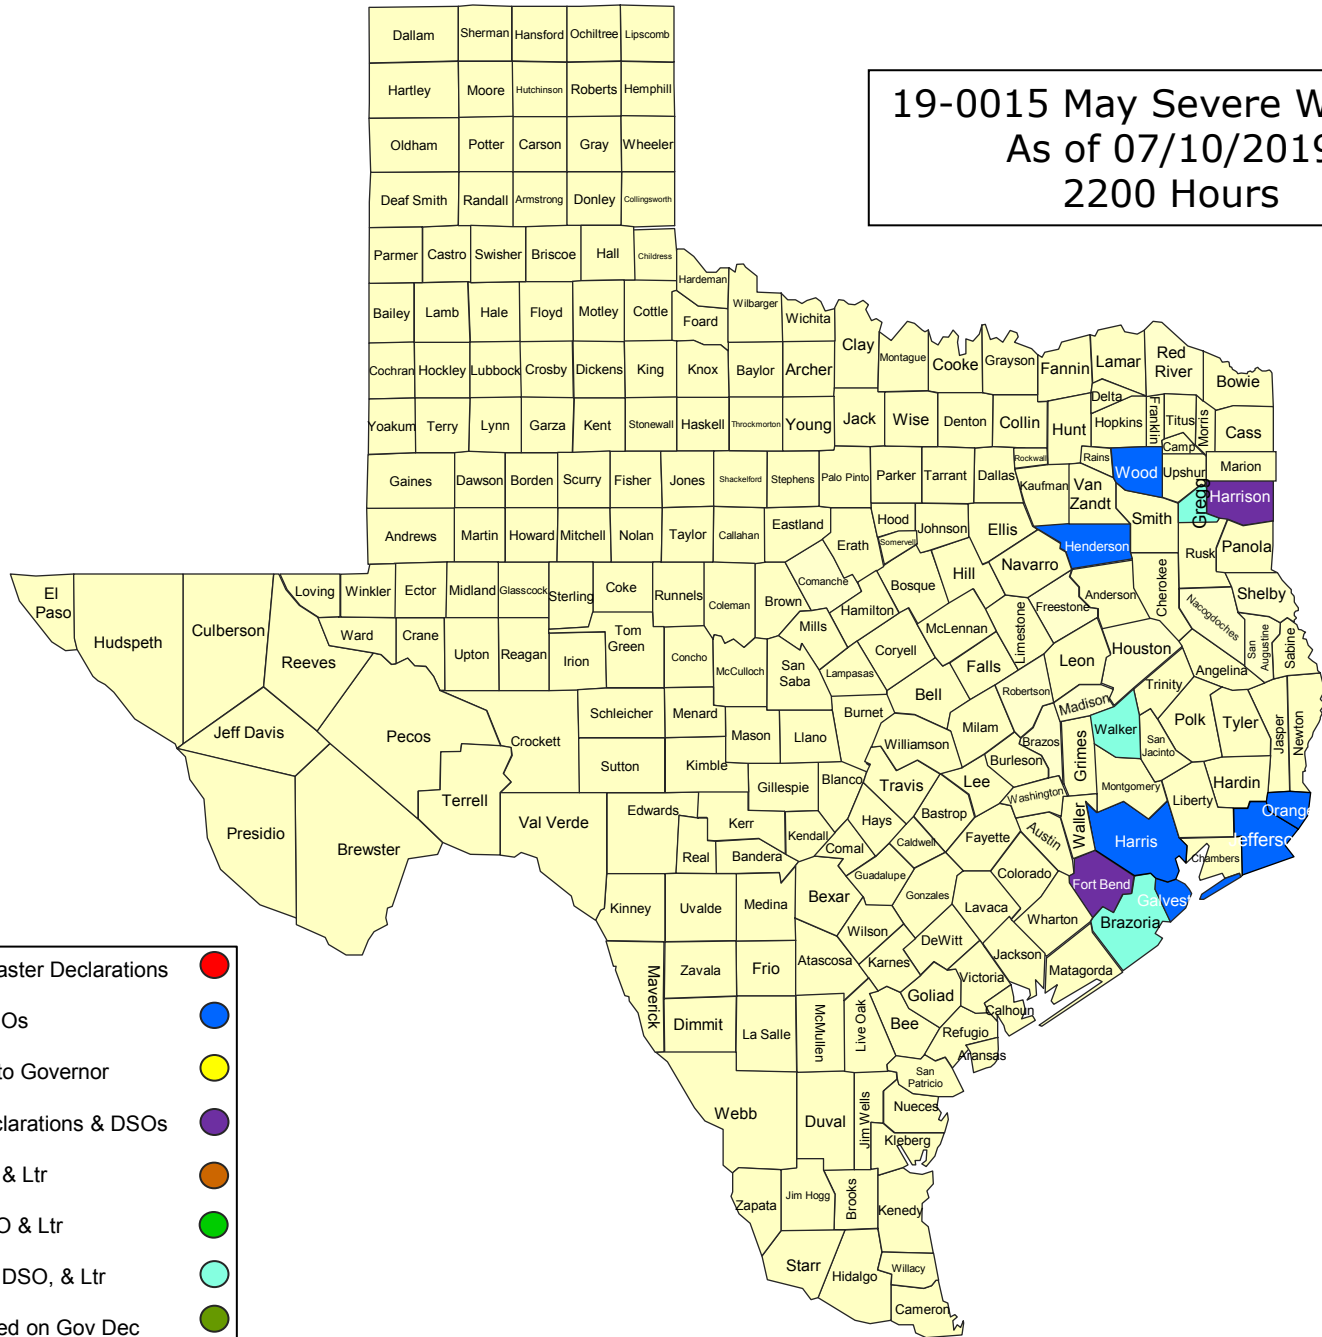 Dallam Sherman Hansford Ochiltree Lipscomb
Hartley Moore Hutchinson Roberts Hemphill
Oldham Potter Carson Gray Wheeler
Deaf Smith Randall Armstrong Donley Collingsworth
Parmer Castro Swisher Briscoe Hall Childress
19-0015 May Severe W
As of 07/10/2019
2200 Hours
Hardeman
Bailey Lamb Hale Floyd Motley Cottle Foard Wilbarger Wichita
Clay Montague Cooke Grayson Fannin Lamar Red
River Bowie
Cochran Hockley Lubbock Crosby Dickens King Knox Baylor Archer
Delta
Yoakum Terry Lynn Garza Kent Stonewall Haskell Throckmorton Young Jack Wise Denton Collin Hunt Hopkins Franklin Titus Morris Cass
Camp
Rockwall Rains Wood Upshur Marion
Gaines Dawson Borden Scurry Fisher Jones Shackelford Stephens Palo Pinto Parker Tarrant Dallas Kaufman Van
Zandt Gregg Harrison
Andrews Martin Howard Mitchell Nolan Taylor Callahan Eastland Erath Hood Somervell Johnson Ellis Henderson Smith Rusk Panola
El
Paso Hudspeth Culberson Loving Winkler Ector Midland Glasscock Sterling Coke Runnels Coleman Brown Comanche Hamilton Bosque Hill Navarro Freestone Anderson Cherokee Nacogdoches Shelby
Reeves Ward Crane Upton Reagan Irion Tom
Green Concho McCulloch San
Saba Mills Lampasas Coryell McLennan Limestone Falls Leon Houston Angelina San
Augustine Sabine
Jeff Davis Pecos Crockett Schleicher Menard Mason Llano Burnet Bell Milam Robertson Madison Trinity
Walker San
Jacinto Polk Tyler Jasper Newton
Sutton Kimble Gillespie Blanco Williamson Travis Lee Burleson Brazos Grimes Montgomery Liberty Hardin
Presidio Brewster Terrell Val Verde Edwards Kerr Real Bandera Kendall Comal Hays Caldwell Bastrop Fayette Washington Austin Waller Harris Chambers Orange
Jefferso
Kinney Uvalde Medina Bexar Guadalupe Gonzales Lavaca Colorado Wharton Fort Bend Brazoria Galvest
Maverick Zavala Frio Atascosa Wilson Karnes DeWitt Jackson Matagorda
Dimmit La Salle McMullen Live Oak Bee Goliad Victoria Calhoun
Refugio
Aransas
San
Patricio
Webb Duval Jim Wells Nueces
Kleberg
Zapata Jim Hogg Brooks Kenedy
Starr Hidalgo Willacy
Cameron
aster Declarations
Os
to Governor
clarations & DSOs
& Ltr
O & Ltr
DSO, & Ltr
ed on Gov Dec